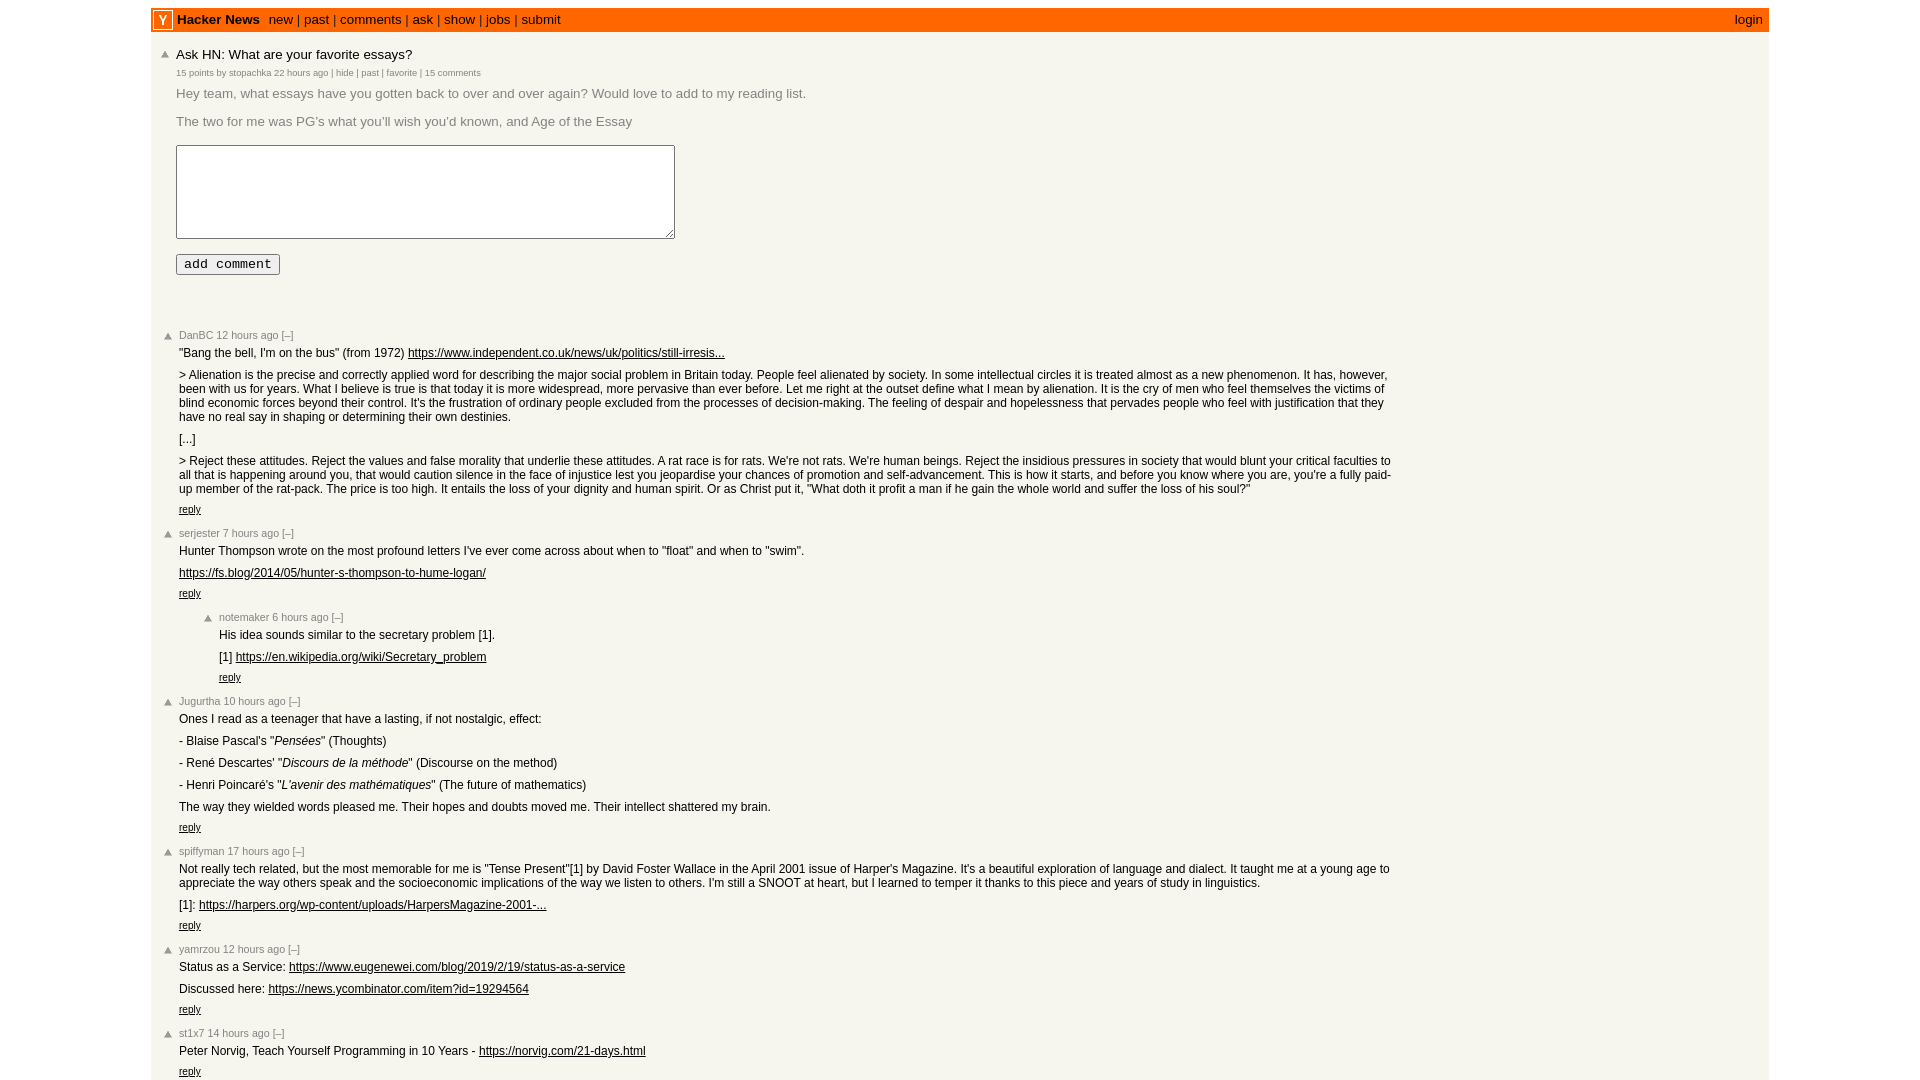 Y Hacker News new | past | comments | ask | show | jobs | submit login
Ask HN: What are your favorite essays?
15 points by stopachka 22 hours ago | hide | past | favorite | 15 comments
Hey team, what essays have you gotten back to over and over again? Would love to add to my reading list.
The two for me was PG's what you'll wish you'd known, and Age of the Essay
add comment
DanBC 12 hours ago [–]
"Bang the bell, I'm on the bus" (from 1972) https://www.independent.co.uk/news/uk/politics/still-irresis...
> Alienation is the precise and correctly applied word for describing the major social problem in Britain today. People feel alienated by society. In some intellectual circles it is treated almost as a new phenomenon. It has, however,
been with us for years. What I believe is true is that today it is more widespread, more pervasive than ever before. Let me right at the outset define what I mean by alienation. It is the cry of men who feel themselves the victims of
blind economic forces beyond their control. It's the frustration of ordinary people excluded from the processes of decision-making. The feeling of despair and hopelessness that pervades people who feel with justification that they
have no real say in shaping or determining their own destinies.
[...]
> Reject these attitudes. Reject the values and false morality that underlie these attitudes. A rat race is for rats. We're not rats. We're human beings. Reject the insidious pressures in society that would blunt your critical faculties to
all that is happening around you, that would caution silence in the face of injustice lest you jeopardise your chances of promotion and self-advancement. This is how it starts, and before you know where you are, you're a fully paid-
up member of the rat-pack. The price is too high. It entails the loss of your dignity and human spirit. Or as Christ put it, "What doth it profit a man if he gain the whole world and suffer the loss of his soul?"
reply
serjester 7 hours ago [–]
Hunter Thompson wrote on the most profound letters I've ever come across about when to "float" and when to "swim".
https://fs.blog/2014/05/hunter-s-thompson-to-hume-logan/
reply
notemaker 6 hours ago [–]
His idea sounds similar to the secretary problem [1].
[1] https://en.wikipedia.org/wiki/Secretary_problem
reply
Jugurtha 10 hours ago [–]
Ones I read as a teenager that have a lasting, if not nostalgic, effect:
- Blaise Pascal's "Pensées" (Thoughts)
- René Descartes' "Discours de la méthode" (Discourse on the method)
- Henri Poincaré's "L'avenir des mathématiques" (The future of mathematics)
The way they wielded words pleased me. Their hopes and doubts moved me. Their intellect shattered my brain.
reply
spiffyman 17 hours ago [–]
Not really tech related, but the most memorable for me is "Tense Present"[1] by David Foster Wallace in the April 2001 issue of Harper's Magazine. It's a beautiful exploration of language and dialect. It taught me at a young age to
appreciate the way others speak and the socioeconomic implications of the way we listen to others. I'm still a SNOOT at heart, but I learned to temper it thanks to this piece and years of study in linguistics.
[1]: https://harpers.org/wp-content/uploads/HarpersMagazine-2001-...
reply
yamrzou 12 hours ago [–]
Status as a Service: https://www.eugenewei.com/blog/2019/2/19/status-as-a-service
Discussed here: https://news.ycombinator.com/item?id=19294564
reply
st1x7 14 hours ago [–]
Peter Norvig, Teach Yourself Programming in 10 Years - https://norvig.com/21-days.html
reply